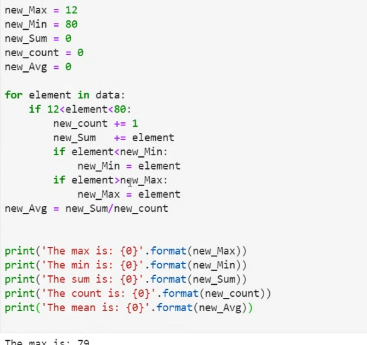 new_Max = 12
new_Min = 80
new_Sum = 0
new_count = 0
new_Avg = 0
for element in data:
    if 12<element<80:
        new_count += 1
        new_Sum   += element
        if element<new_Min:
            new_Min = element
        if element>new_Max:
            new_Max = element
new_Avg = new_Sum/new_count
print('The max is: {0}'.format(new_Max))
print('The min is: {0}'.format(new_Min))
print('The sum is: {0}'.format(new_Sum))
print('The count is: {0}'.format(new_count))
print('The mean is: {0}'.format(new_Avg))
The max is: 79